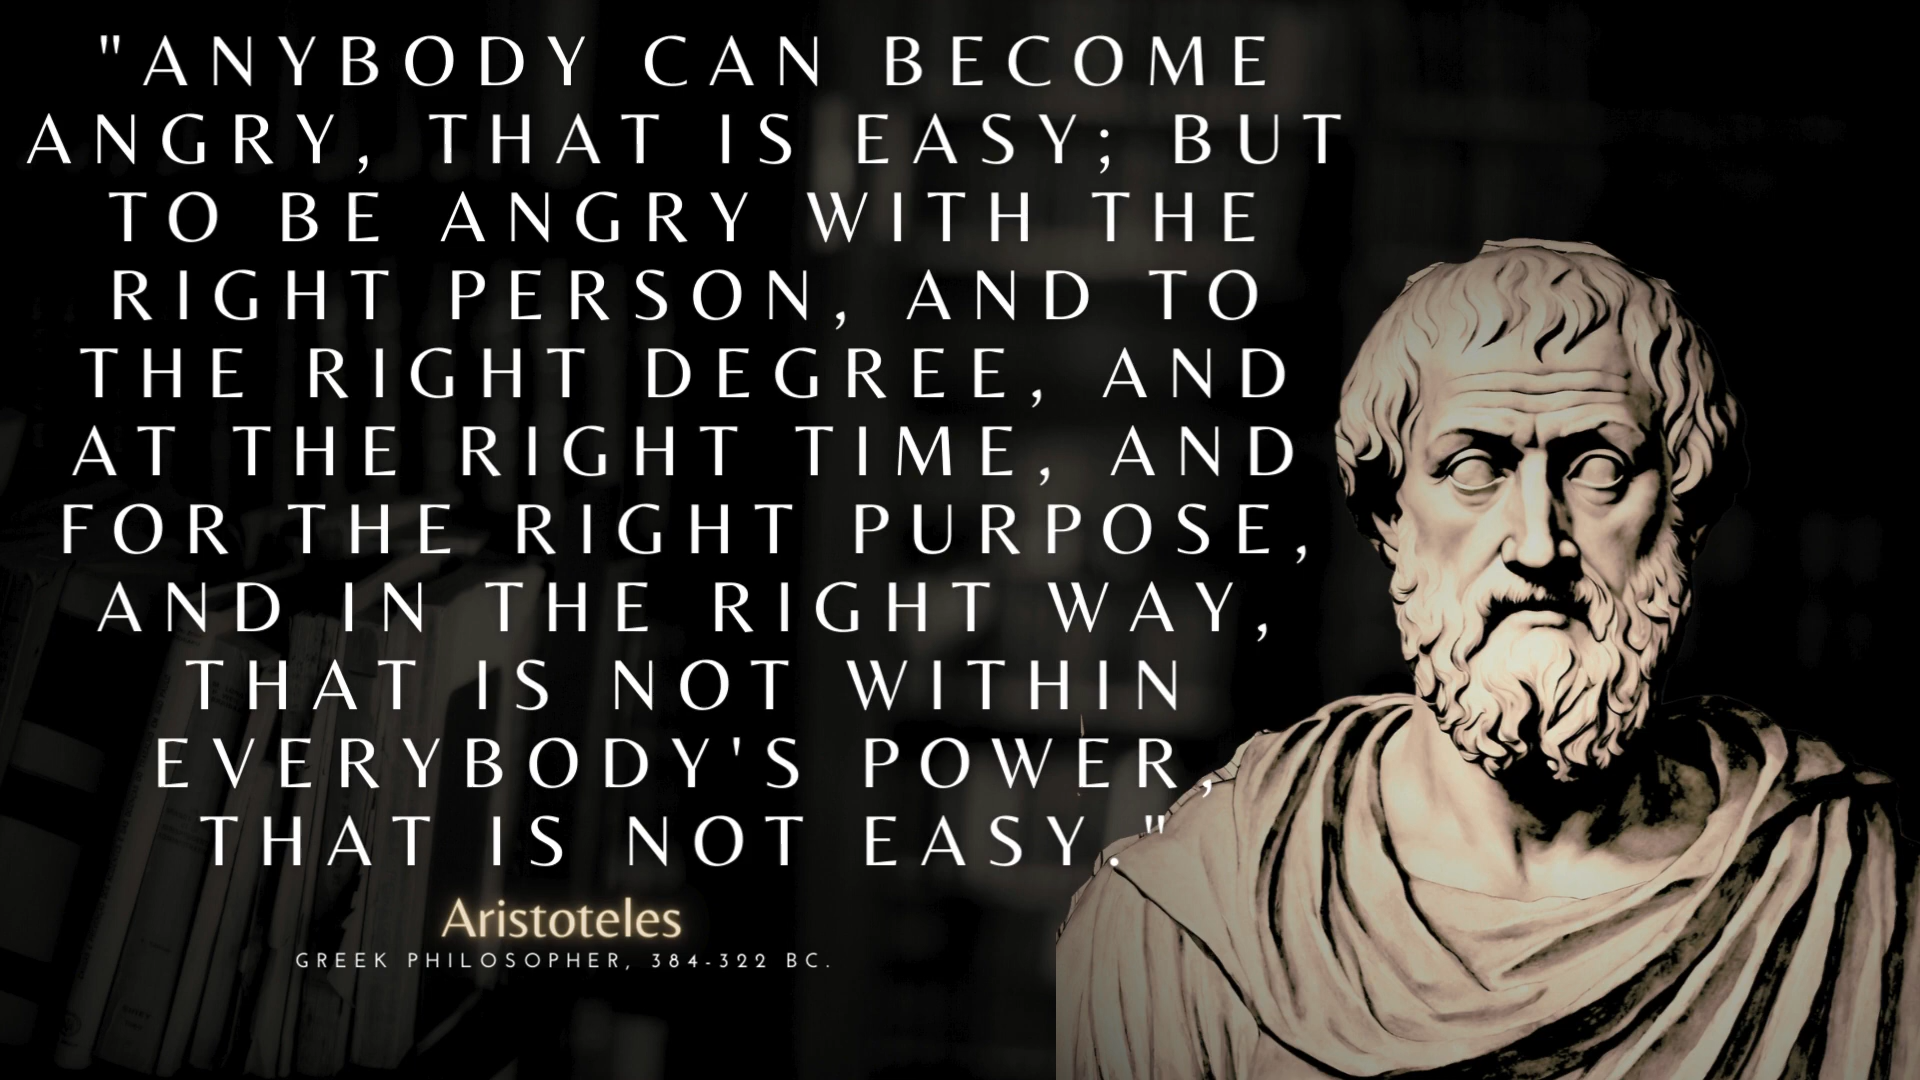 "ANYBODY CAN BECOME
ANGRY, THAT IS EASY; BUT
TO BE ANGRY WITH THE
RIGHT PERSON, AND TO
THE RIGHT DEGREE, AND
AT THE RIGHT TIME, AND
FOR THE RIGHT PURPOSE,
AND IN THE RIGHT WAY,
THAT IS NOT WITHIN
EVERYBODY'S POWER,
THAT IS NOT EASY."
Aristoteles
GREEK PHILOSOPHER, 384-322 BC.